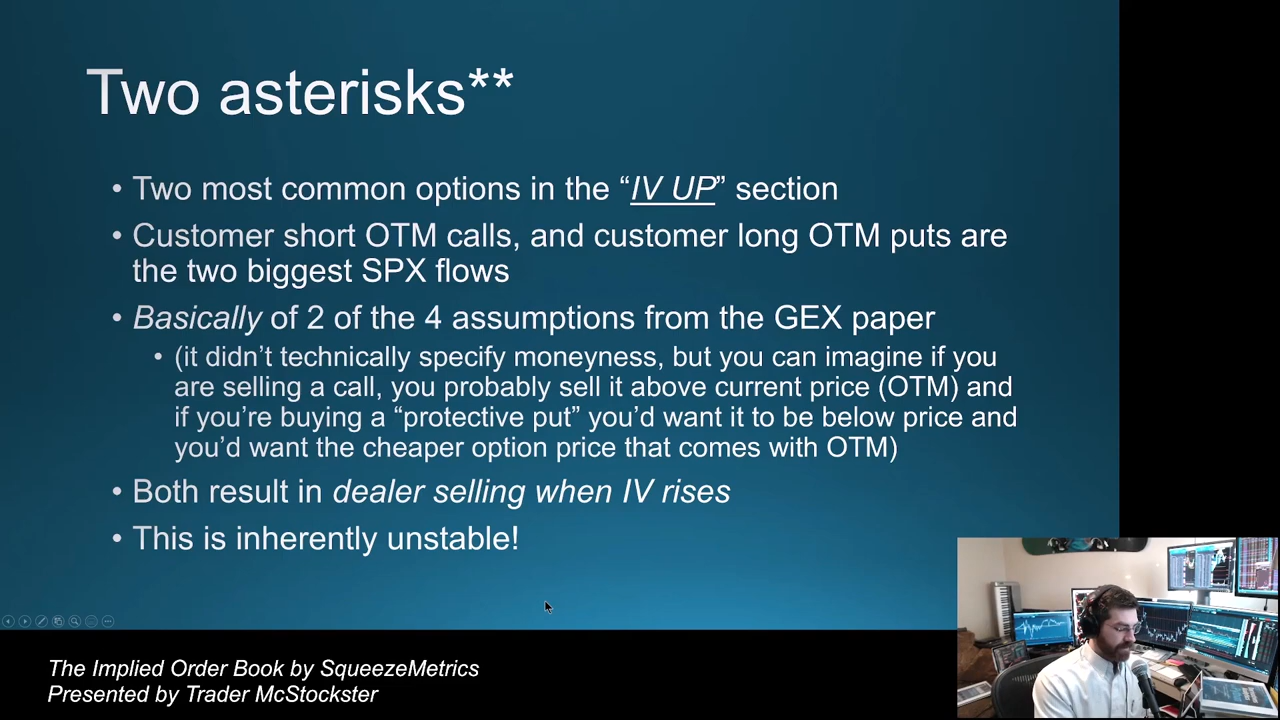 Two asterisks**
• Two most common options in the “IV UP” section
• Customer short OTM calls, and customer long OTM puts are
the two biggest SPX flows
• Basically of 2 of the 4 assumptions from the GEX paper
• (it didn’t technically specify moneyness, but you can imagine if you
are selling a call, you probably sell it above current price (OTM) and
if you’re buying a “protective put” you’d want it to be below price and
you’d want the cheaper option price that comes with OTM)
• Both result in dealer selling when IV rises
• This is inherently unstable!
The Implied Order Book by SqueezeMetrics
Presented by Trader McStockster